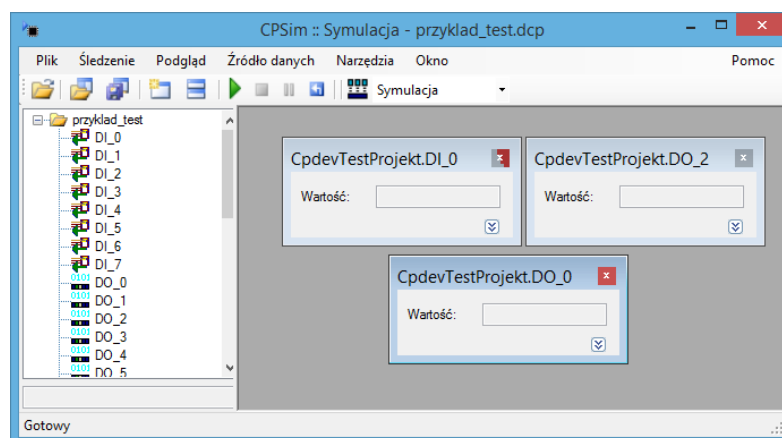 CPSim :: Symulacja - przyklad_test.dcp
Plik Śledzenie Podgląd Źródło danych Narzędzia Okno Pomoc
Symulacja
przyklad_test
DI_0
DI_1
DI_2
DI_3
DI_4
DI_5
DI_6
DI_7
DO_0
DO_1
DO_2
DO_3
DO_4
DO_5
CpdevTestProjekt.DI_0
Wartość:
CpdevTestProjekt.DO_2
Wartość:
CpdevTestProjekt.DO_0
Wartość:
Gotowy